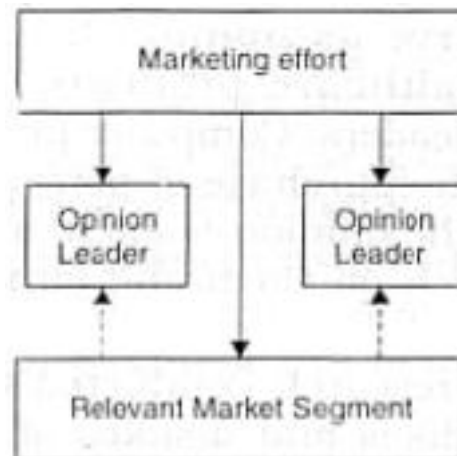 Marketing effort
Opinion
Leader
Opinion
Leader
Relevant Market Segment